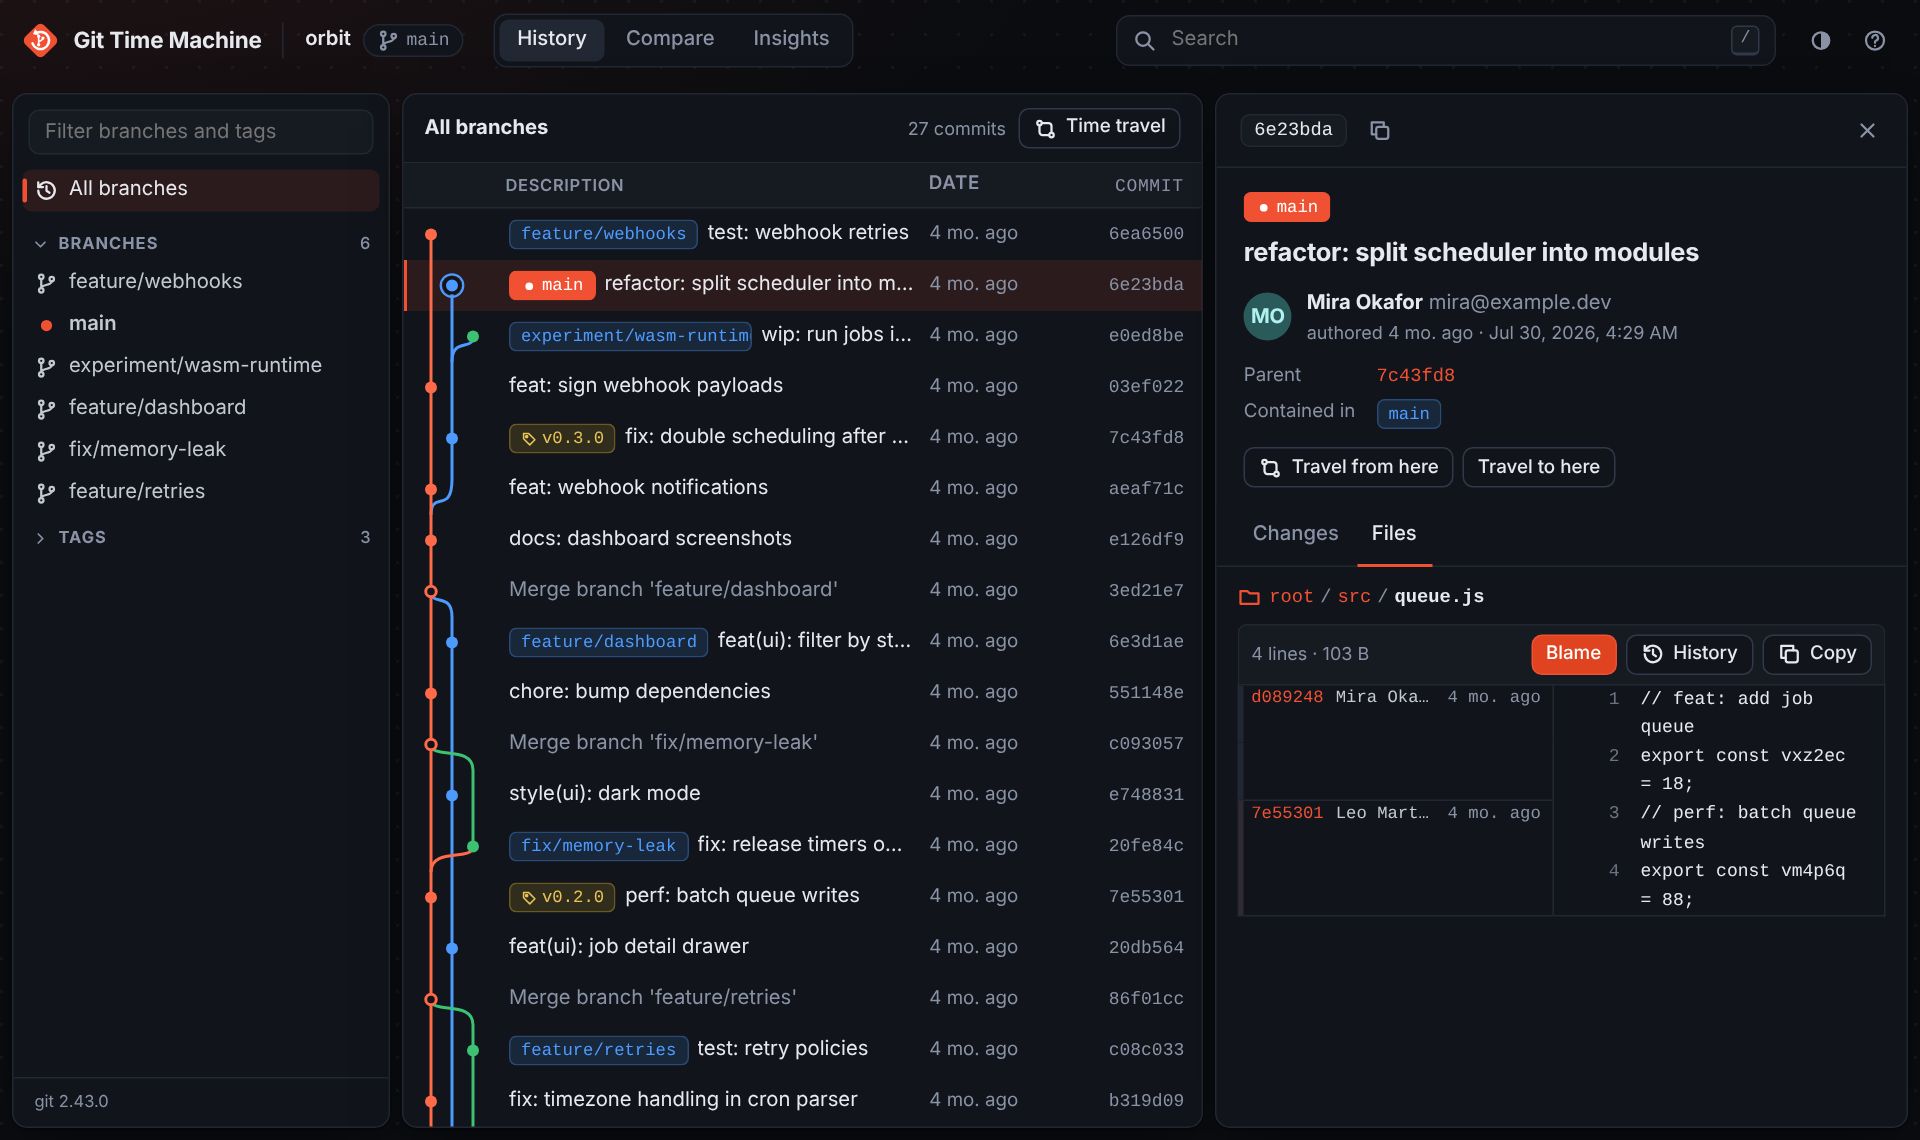 Git Time Machine
orbit
main
History Compare Insights
Search /
Filter branches and tags
All branches
BRANCHES 6
feature/webhooks
main
experiment/wasm-runtime
feature/dashboard
fix/memory-leak
feature/retries
TAGS 3
git 2.43.0
All branches 27 commits Time travel
DESCRIPTION DATE COMMIT
feature/webhooks test: webhook retries 4 mo. ago 6ea6500
main refactor: split scheduler into m... 4 mo. ago 6e23bda
experiment/wasm-runtim wip: run jobs i... 4 mo. ago e0ed8be
feat: sign webhook payloads 4 mo. ago 03ef022
v0.3.0 fix: double scheduling after ... 4 mo. ago 7c43fd8
feat: webhook notifications 4 mo. ago aeaf71c
docs: dashboard screenshots 4 mo. ago e126df9
Merge branch 'feature/dashboard' 4 mo. ago 3ed21e7
feature/dashboard feat(ui): filter by st... 4 mo. ago 6e3d1ae
chore: bump dependencies 4 mo. ago 551148e
Merge branch 'fix/memory-leak' 4 mo. ago c093057
style(ui): dark mode 4 mo. ago e748831
fix/memory-leak fix: release timers o... 4 mo. ago 20fe84c
v0.2.0 perf: batch queue writes 4 mo. ago 7e55301
feat(ui): job detail drawer 4 mo. ago 20db564
Merge branch 'feature/retries' 4 mo. ago 86f01cc
feature/retries test: retry policies 4 mo. ago c08c033
fix: timezone handling in cron parser 4 mo. ago b319d09
6e23bda
main
refactor: split scheduler into modules
MO
Mira Okafor mira@example.dev
authored 4 mo. ago · Jul 30, 2026, 4:29 AM
Parent 7c43fd8
Contained in main
Travel from here Travel to here
Changes Files
root / src / queue.js
4 lines · 103 B Blame History Copy
d089248 Mira Oka… 4 mo. ago 1 // feat: add job
queue
2 export const vxz2ec
= 18;
7e55301 Leo Mart… 4 mo. ago 3 // perf: batch queue
writes
4 export const vm4p6q
= 88;